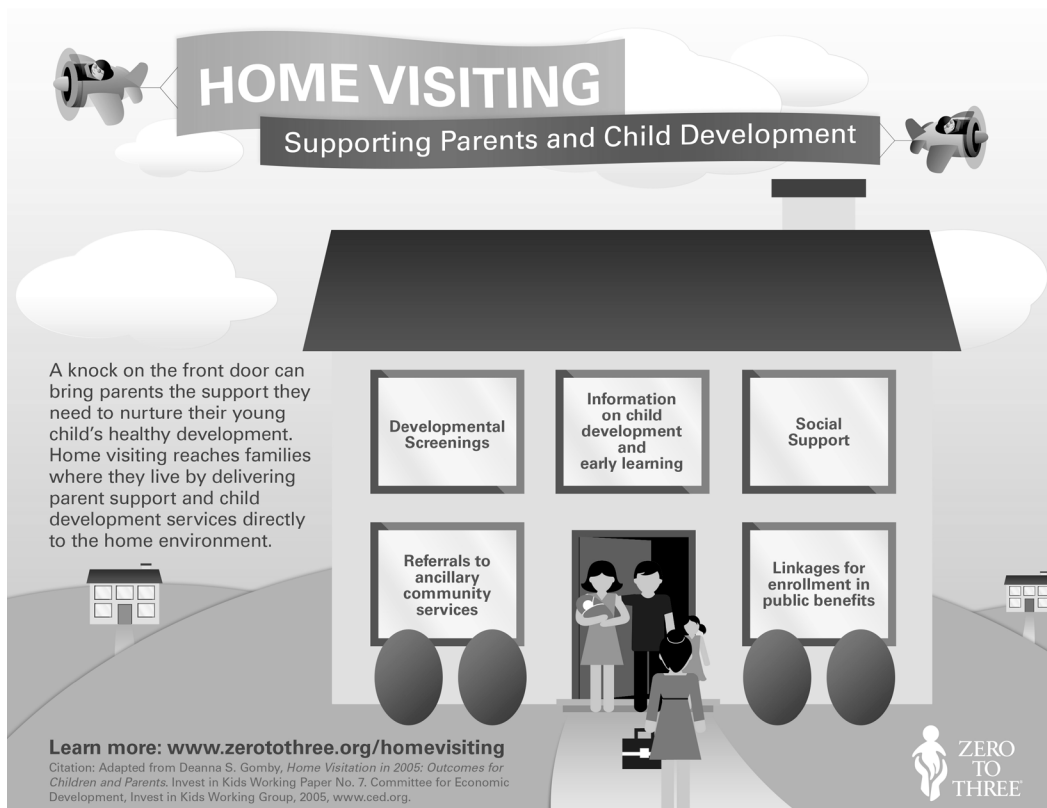 HOME VISITING
Supporting Parents and Child Development
A knock on the front door can
bring parents the support they
need to nurture their young
child's healthy development.
Home visiting reaches families
where they live by delivering
parent support and child
development services directly
to the home environment.
Developmental
Screenings
Information
on child
development
and
early learning
Social
Support
Referrals to
ancillary
community
services
Linkages for
enrollment in
public benefits
Learn more: www.zerotothree.org/homevisiting
Citation: Adapted from Deanna S. Gomby, Home Visitation in 2005: Outcomes for
Children and Parents. Invest in Kids Working Paper No. 7. Committee for Economic
Development, Invest in Kids Working Group, 2005, www.ced.org.
ZERO
TO
THREE